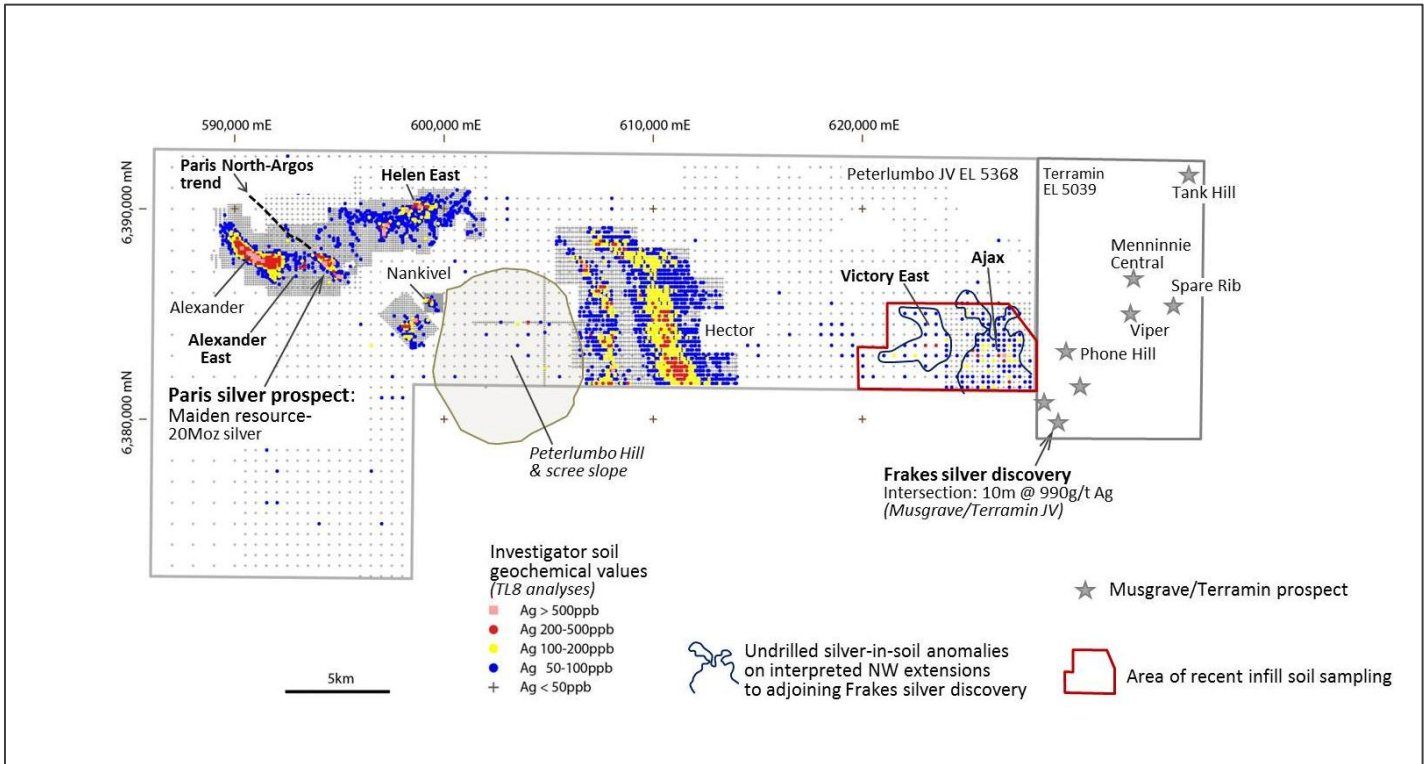 590,000 mE
600,000 mE
610,000 mE
620,000 mE
6,390,000 mN
6,380,000 mN
Paris North-Argos
trend
Helen East
Peterlumbo JV EL 5368
Terramin
EL 5039
Tank Hill
Menninnie
Central
Spare Rib
Viper
Phone Hill
Ajax
Victory East
Nankivel
Alexander
Alexander
East
Hector
Paris silver prospect:
Maiden resource-
20Moz silver
Peterlumbo Hill
& scree slope
Frakes silver discovery
Intersection: 10m @ 990g/t Ag
(Musgrave/Terramin JV)
Investigator soil
geochemical values
(TL8 analyses)
Ag > 500ppb
Ag 200-500ppb
Ag 100-200ppb
Ag 50-100ppb
Ag < 50ppb
5km
Undrilled silver-in-soil anomalies
on interpreted NW extensions
to adjoining Frakes silver discovery
Musgrave/Terramin prospect
Area of recent infill soil sampling